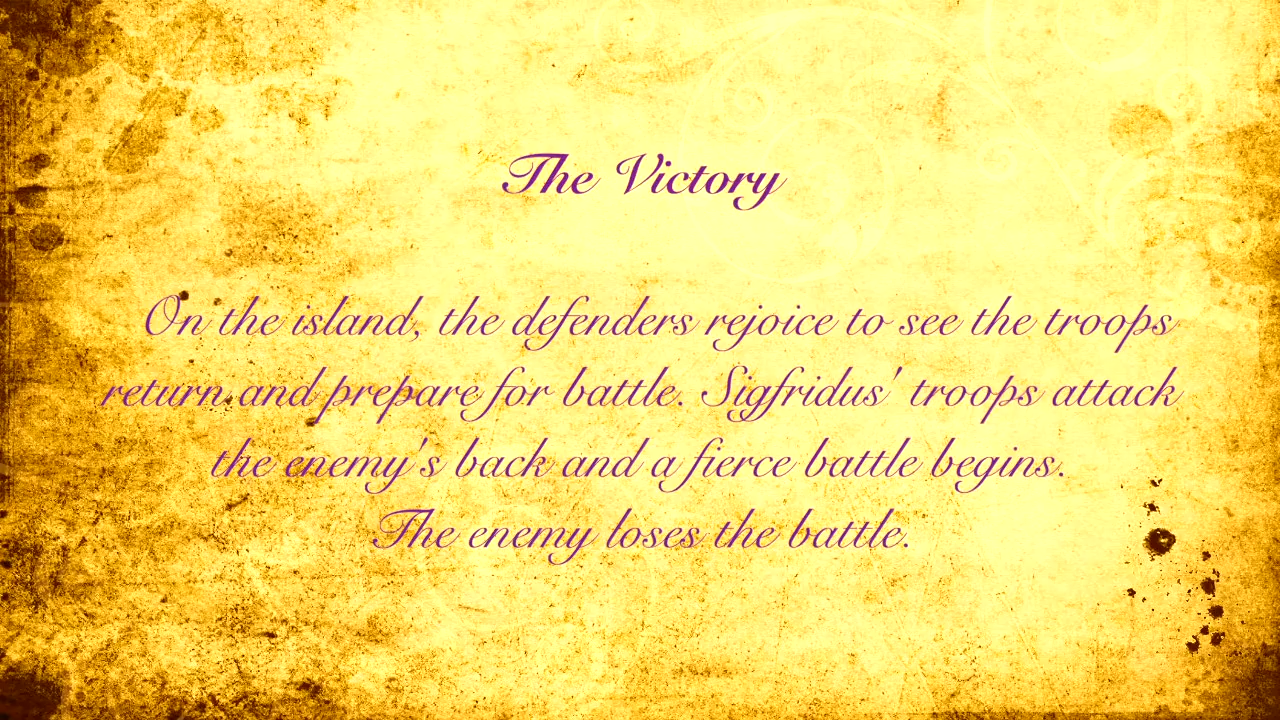 The Victory
On the island, the defenders rejoice to see the troops
return and prepare for battle. Sigfridus' troops attack
the enemy's back and a fierce battle begins.
The enemy loses the battle.